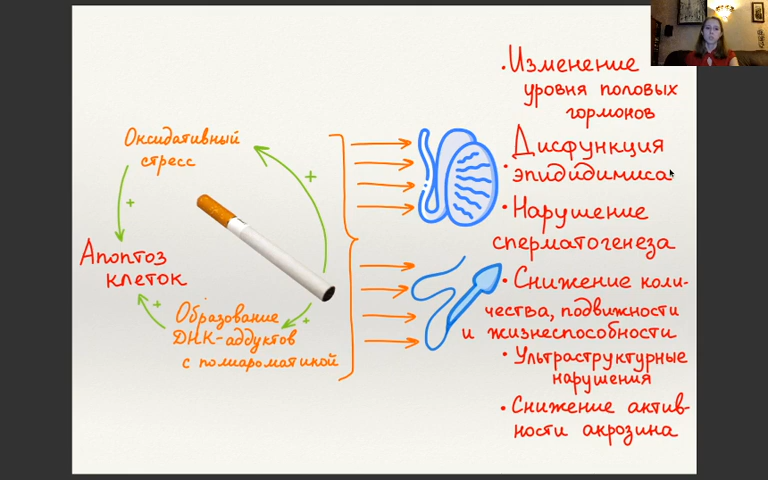 Оксидативный
стресс
Апоптоз
клеток
Образование
ДНК-аддуктов
с полиароматикой
+
+
+
+
• Изменение
уровня половых
гормонов
• Дисфункция
эпидидимиса
• Нарушение
сперматогенеза
• Снижение коли-
чества, подвижности
и жизнеспособности
• Ультраструктурные
нарушения
• Снижение актив-
ности акрозина